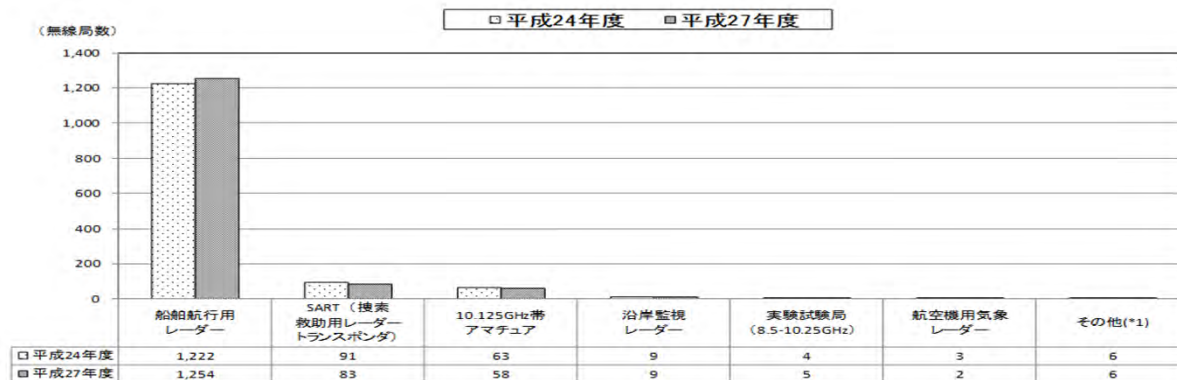 □平成24年度 ■平成27年度
(無線局数)
1,400
1,200
1,000
800
600
400
200
0
船舶航行用
レーダー
SART(捜索
救助用レーダー
トランスポンダ)
10.125GHz帯
アマチュア
沿岸監視
レーダー
実験試験局
(8.5-10.25GHz)
航空機用気象
レーダー
その他(*1)
□平成24年度 1,222 91 63 9 4 3 6
■平成27年度 1,254 83 58 9 5 2 6